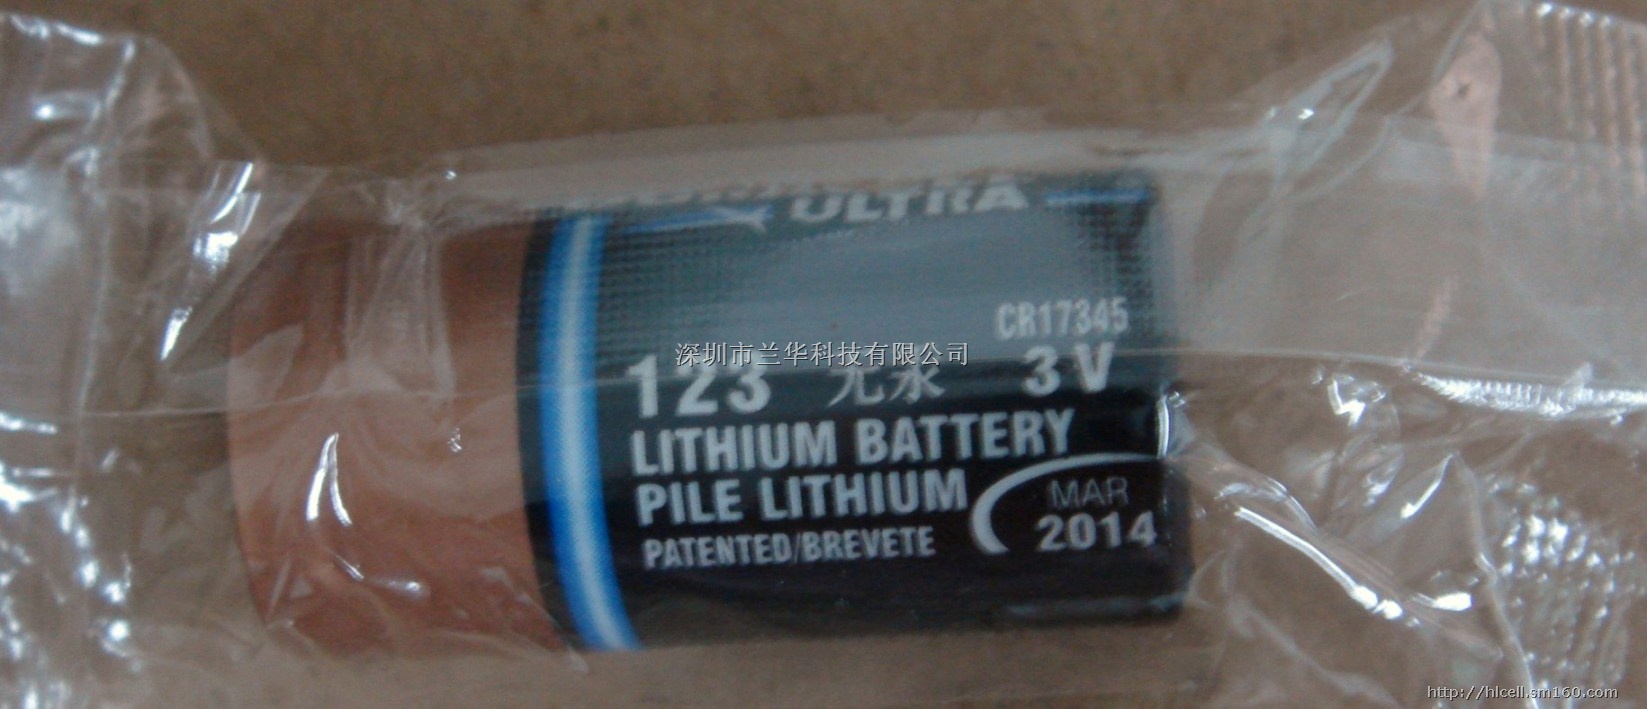 ULTRA
CR17345
深圳市兰华科技有限公司
123 无汞 3V
LITHIUM BATTERY
PILE LITHIUM
MAR
PATENTED/BREVETE
2014
http://hlcell.sm160.com